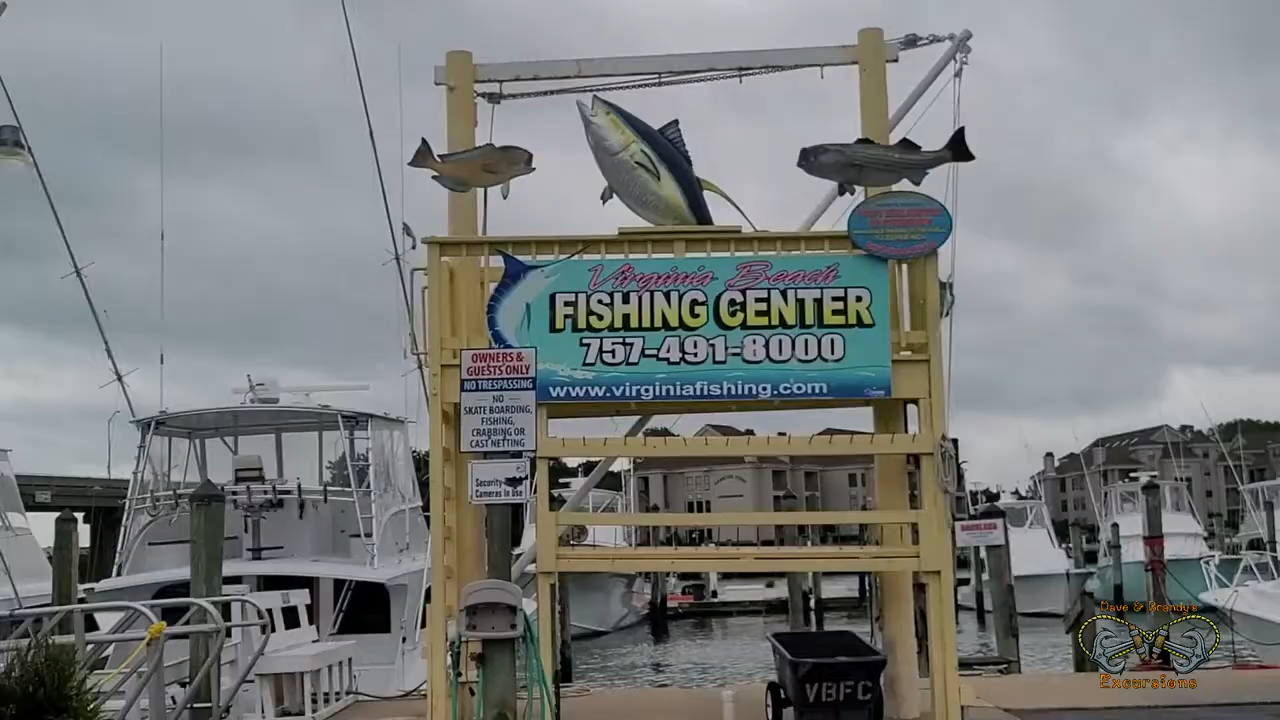 Virginia Beach
FISHING CENTER
757-491-8000
www.virginiafishing.com
OWNERS &
GUESTS ONLY
NO TRESPASSING
NO
SKATE BOARDING,
FISHING,
CRABBING OR
CAST NETTING
Security
Cameras In Use
VBFC
Dave & Brandy's
Excursions